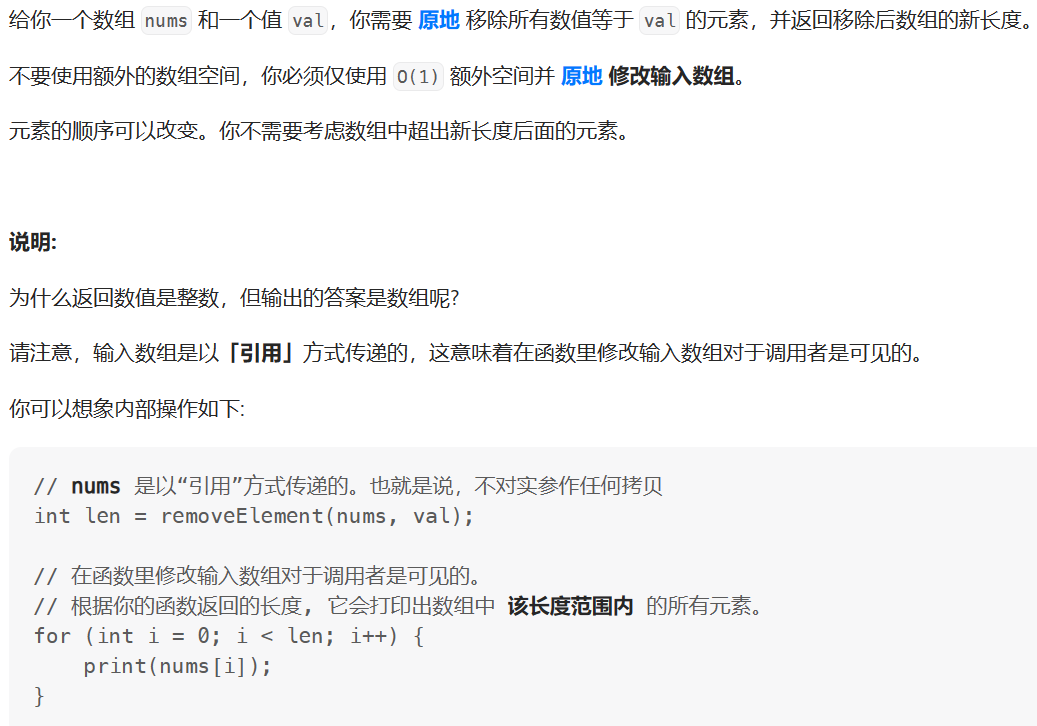 给你一个数组 nums 和一个值 val，你需要 原地 移除所有数值等于 val 的元素，并返回移除后数组的新长度。
不要使用额外的数组空间，你必须仅使用 O(1) 额外空间并 原地 修改输入数组。
元素的顺序可以改变。你不需要考虑数组中超出新长度后面的元素。
说明:
为什么返回数值是整数，但输出的答案是数组呢?
请注意，输入数组是以「引用」方式传递的，这意味着在函数里修改输入数组对于调用者是可见的。
你可以想象内部操作如下:
// nums 是以“引用”方式传递的。也就是说，不对实参作任何拷贝
int len = removeElement(nums, val);
// 在函数里修改输入数组对于调用者是可见的。
// 根据你的函数返回的长度, 它会打印出数组中 该长度范围内 的所有元素。
for (int i = 0; i < len; i++) {
    print(nums[i]);
}